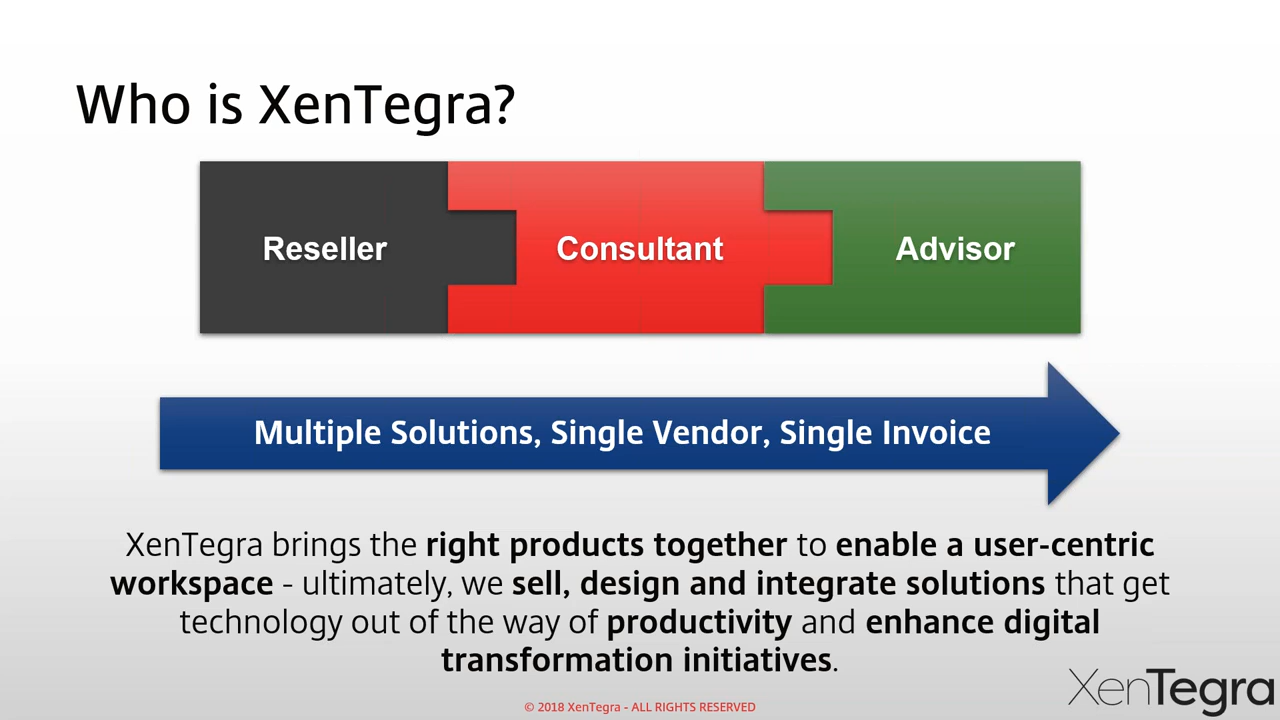 Who is XenTegra?
Reseller
Consultant
Advisor
Multiple Solutions, Single Vendor, Single Invoice
XenTegra brings the right products together to enable a user-centric
workspace - ultimately, we sell, design and integrate solutions that get
technology out of the way of productivity and enhance digital
transformation initiatives.
XenTegra
© 2018 XenTegra - ALL RIGHTS RESERVED